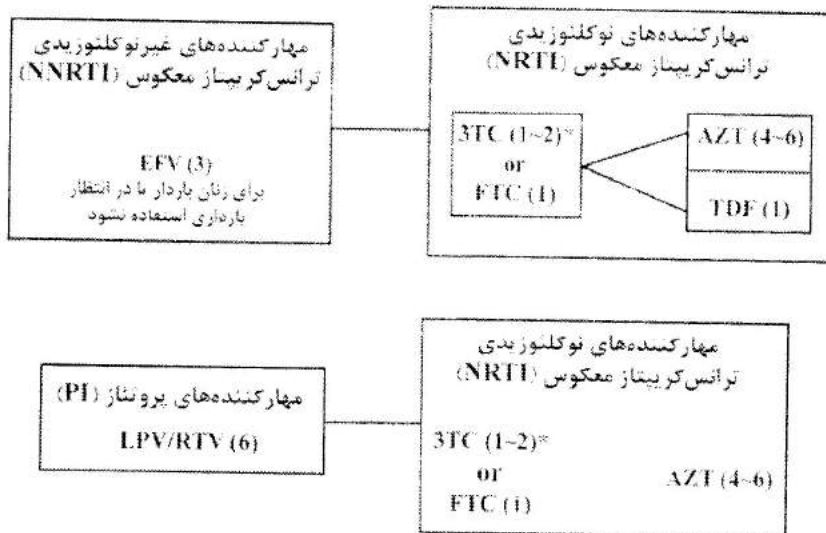 مهارکننده‌های غیرنوکلئوزیدی
ترانس‌کریپتاز معکوس (NNRTI)
EFV (3)
برای زنان باردار یا در انتظار
بارداری استفاده نشود
مهارکننده‌های نوکلئوزیدی
ترانس‌کریپتاز معکوس (NRTI)
3TC (1~2)*
or
FTC (1)
AZT (4~6)
TDF (1)
مهارکننده‌های پروتئاز (PI)
LPV/RTV (6)
مهارکننده‌های نوکلئوزیدی
ترانس‌کریپتاز معکوس (NRTI)
3TC (1~2)*
or
FTC (1)
AZT (4~6)